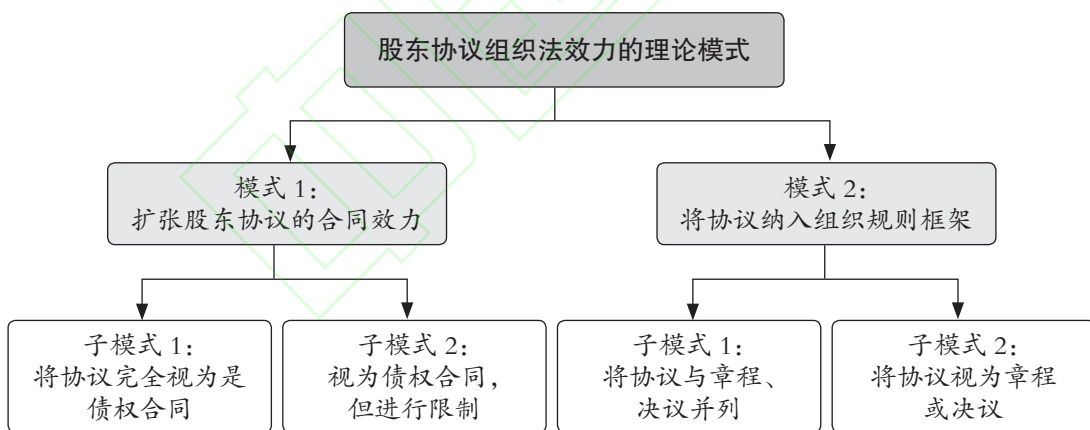 股东协议组织法效力的理论模式
模式 1：
扩张股东协议的合同效力
模式 2：
将协议纳入组织规则框架
子模式 1：
将协议完全视为是
债权合同
子模式 2：
视为债权合同，
但进行限制
子模式 1：
将协议与章程、
决议并列
子模式 2：
将协议视为章程
或决议